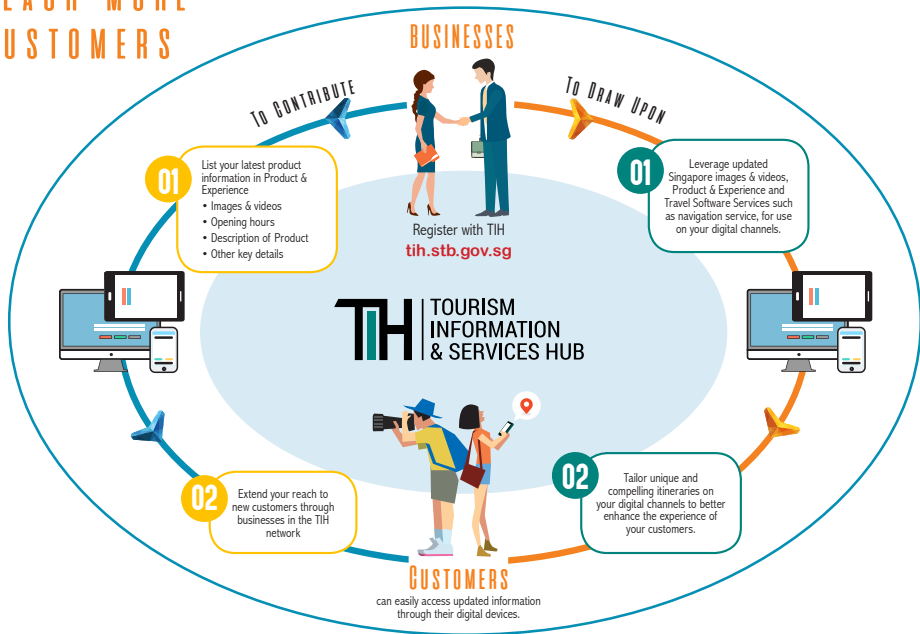 USTOMERS
BUSINESSES
TO CONTRIBUTE
TO DRAW UPON
01
List your latest product
information in Product &
Experience
• Images & videos
• Opening hours
• Description of Product
• Other key details
Register with TIH
tih.stb.gov.sg
01
Leverage updated
Singapore images & videos,
Product & Experience and
Travel Software Services such
as navigation service, for use
on your digital channels.
TIH
TOURISM
INFORMATION
& SERVICES HUB
02
Extend your reach to
new customers through
businesses in the TIH
network
02
Tailor unique and
compelling itineraries on
your digital channels to better
enhance the experience of
your customers.
CUSTOMERS
can easily access updated information
through their digital devices.